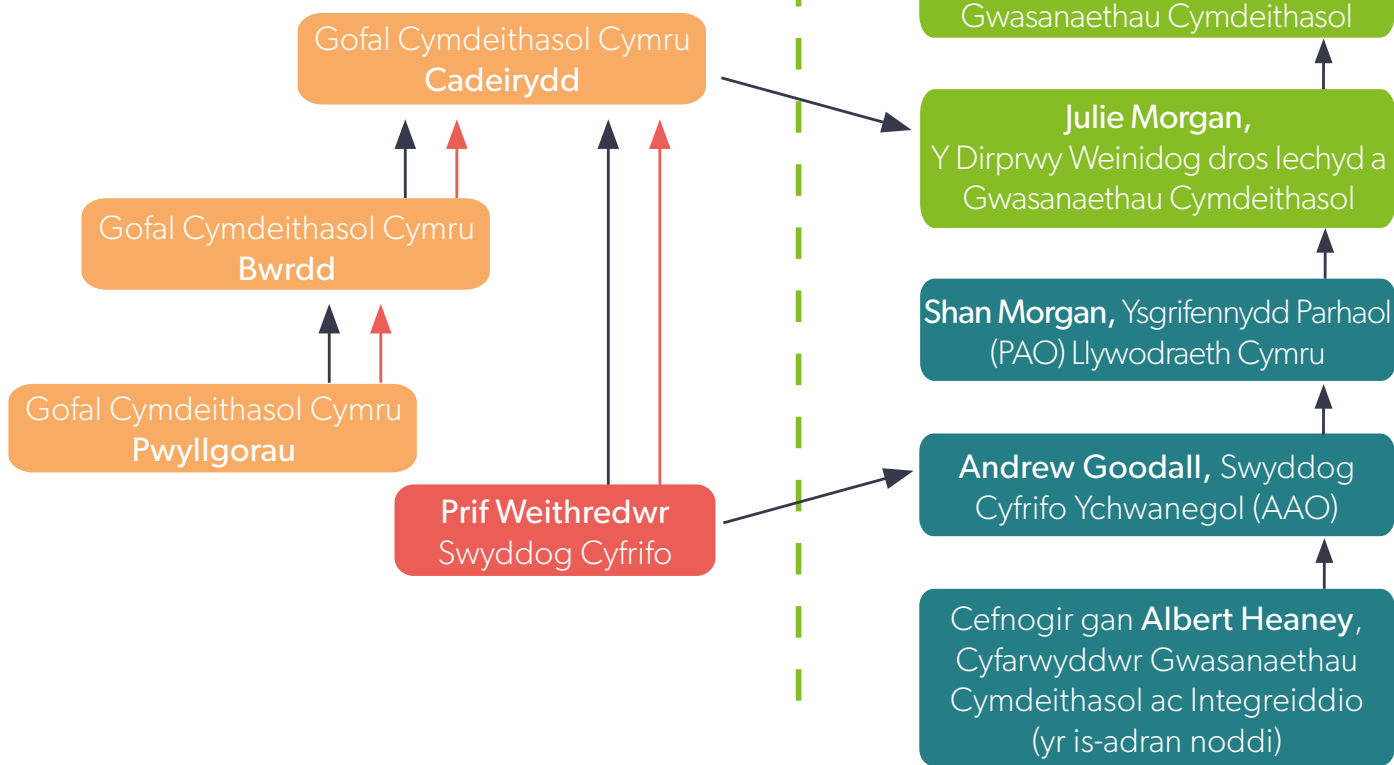 Gofal Cymdeithasol Cymru
Cadeirydd
Gofal Cymdeithasol Cymru
Bwrdd
Gofal Cymdeithasol Cymru
Pwyllgorau
Prif Weithredwr
Swyddog Cyfrifo
Gwasanaethau Cymdeithasol
Julie Morgan,
Y Dirprwy Weinidog dros Iechyd a
Gwasanaethau Cymdeithasol
Shan Morgan, Ysgrifennydd Parhaol
(PAO) Llywodraeth Cymru
Andrew Goodall, Swyddog
Cyfrifo Ychwanegol (AAO)
Cefnogir gan Albert Heaney,
Cyfarwyddwr Gwasanaethau
Cymdeithasol ac Integreiddio
(yr is-adran noddi)